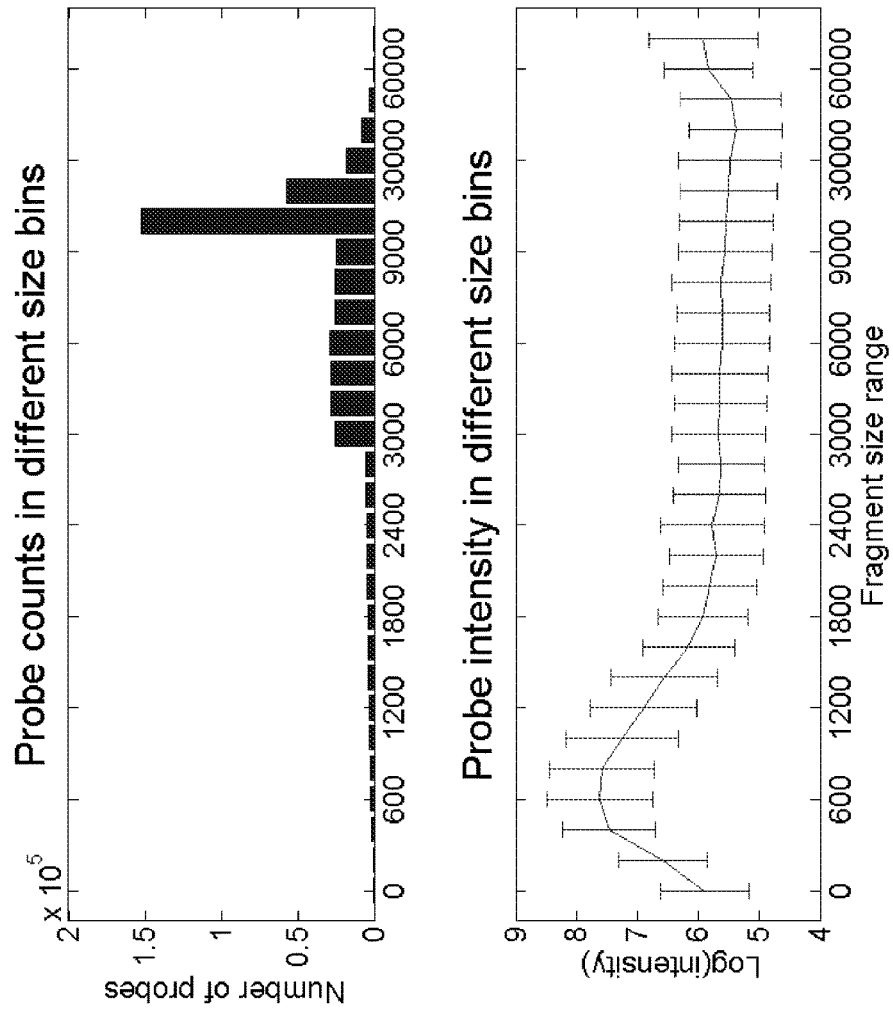 Probe counts in different size bins
x 10^5
2
1.5
1
0.5
0
Number of probes
0 600 1200 1800 2400 3000 6000 9000 30000 60000
Probe intensity in different size bins
9
8
7
6
5
4
Log(intensity)
0 600 1200 1800 2400 3000 6000 9000 30000 60000
Fragment size range